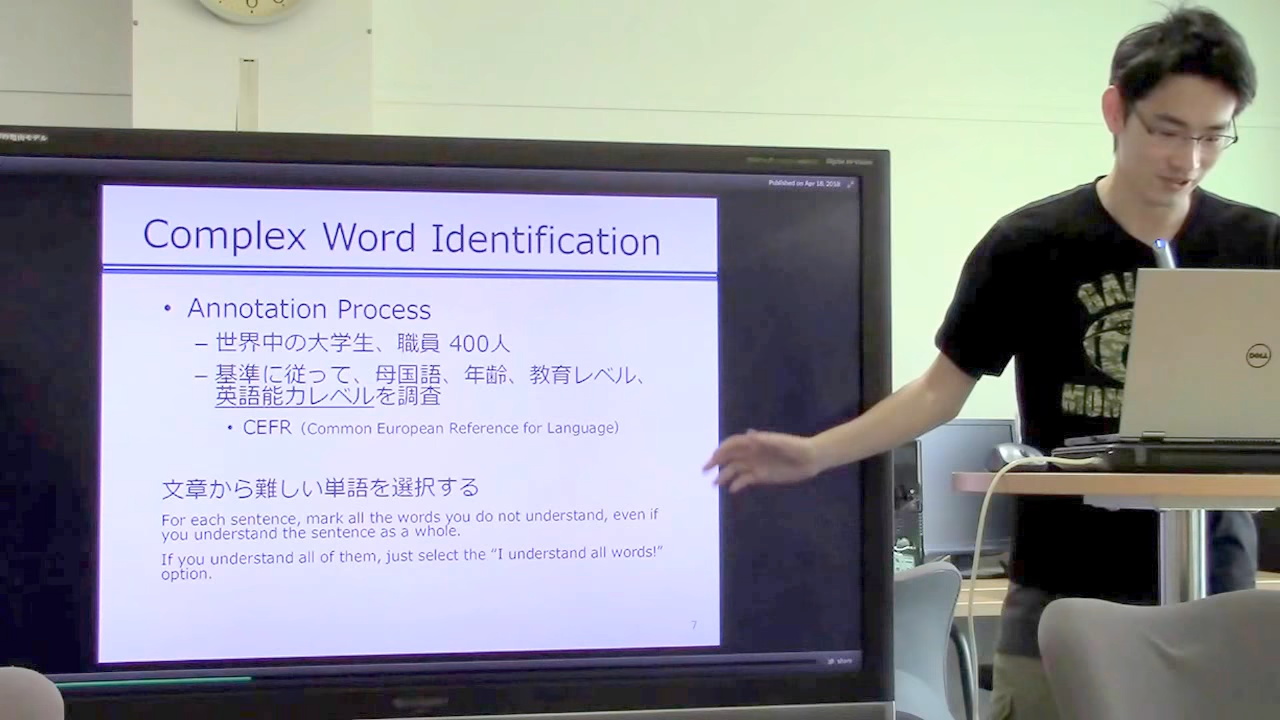 Published on Apr 18, 2018
Complex Word Identification
• Annotation Process
– 世界中の大学生、職員 400人
– 基準に従って、母国語、年齢、教育レベル、
英語能力レベルを調査
• CEFR (Common European Reference for Language)
文章から難しい単語を選択する
For each sentence, mark all the words you do not understand, even if
you understand the sentence as a whole.
If you understand all of them, just select the “I understand all words!”
option.
7
share
DELL